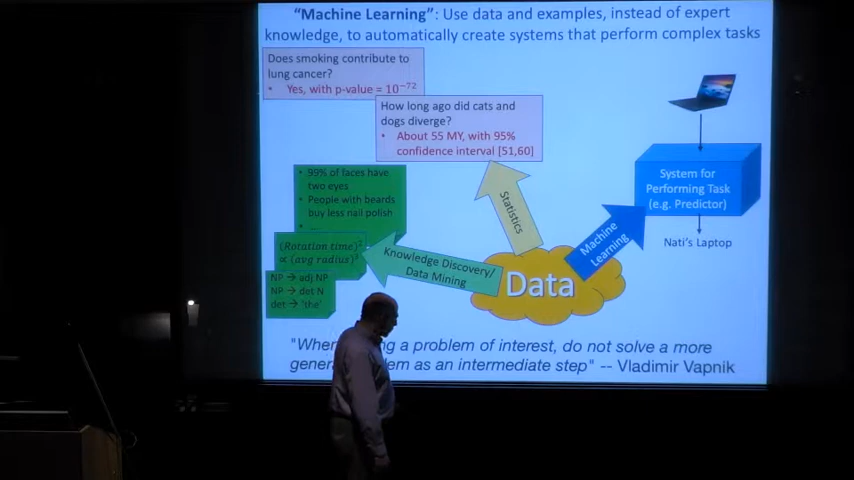 "Machine Learning": Use data and examples, instead of expert
knowledge, to automatically create systems that perform complex tasks
Does smoking contribute to
lung cancer?
• Yes, with p-value = 10⁻⁷²
How long ago did cats and
dogs diverge?
• About 55 MY, with 95%
confidence interval [51,60]
• 99% of faces have
two eyes
• People with beards
buy less nail polish
• ...
(Rotation time)²
∝ (avg radius)³
NP → adj NP
NP → det N
det → 'the'
Statistics
Knowledge Discovery/
Data Mining
Data
Machine
Learning
System for
Performing Task
(e.g. Predictor)
Nati's Laptop
"When a problem of interest, do not solve a more
as an intermediate step" -- Vladimir Vapnik